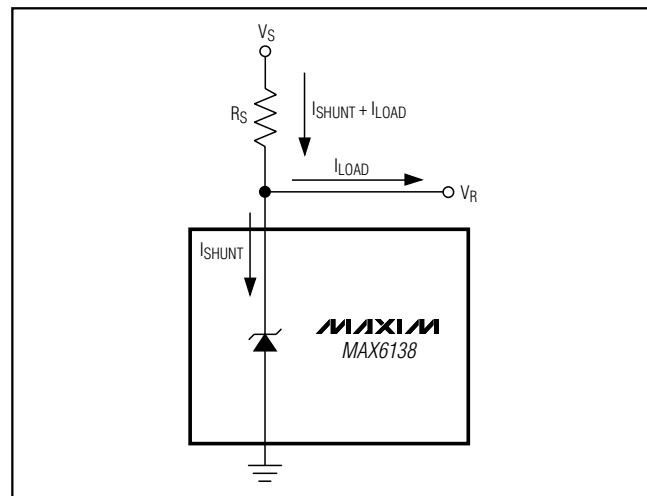 VS
RS
ISHUNT + ILOAD
ILOAD
VR
ISHUNT
MAXIM
MAX6138